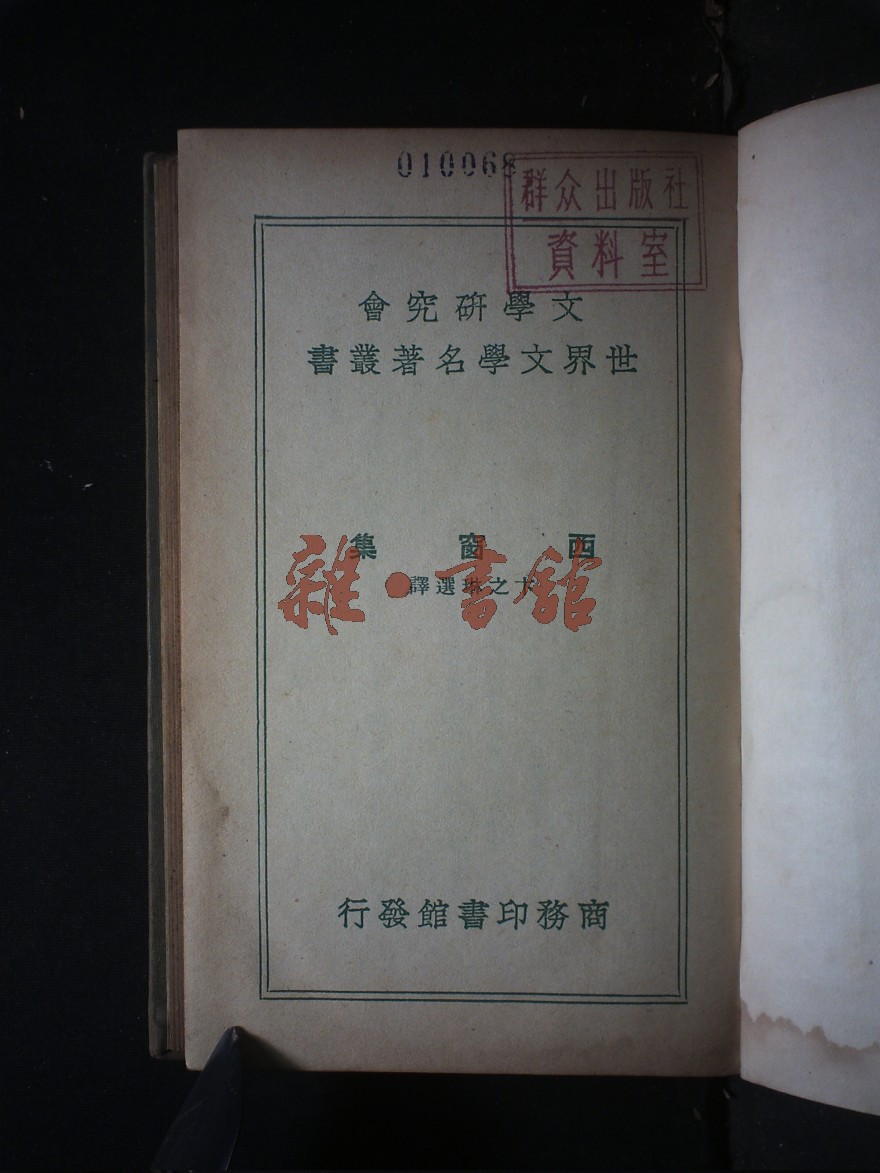 010068
群众出版社
資料室
文學研究會
世界文學名著叢書
西窗集
卞之琳選譯
雜·書館
商務印書館發行